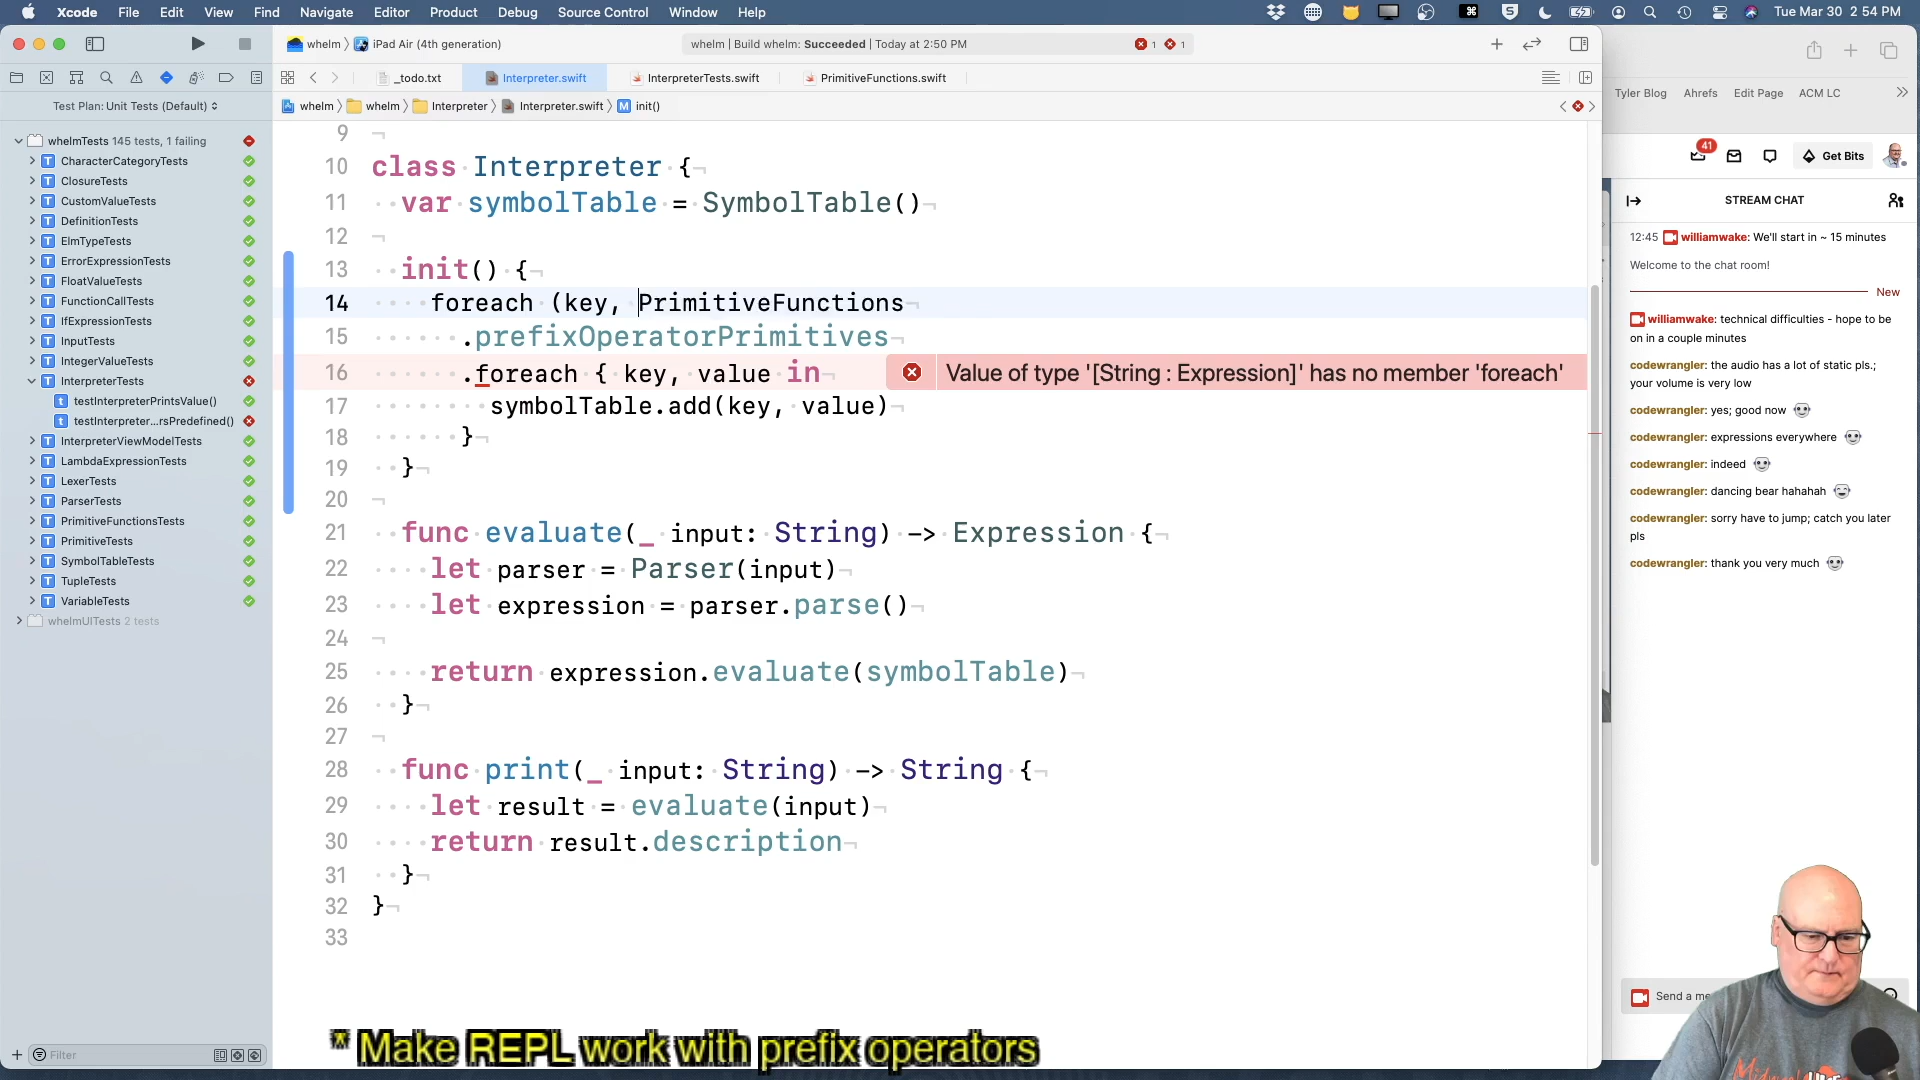 Xcode File Edit View Find Navigate Editor Product Debug Source Control Window Help
Tue Mar 30 2:54 PM
whelm
iPad Air (4th generation)
whelm | Build whelm: Succeeded | Today at 2:50 PM
1 1
_todo.txt
Interpreter.swift
InterpreterTests.swift
PrimitiveFunctions.swift
Test Plan: Unit Tests (Default)
whelm
whelm
Interpreter
Interpreter.swift
M init()
whelmTests 145 tests, 1 failing
T CharacterCategoryTests
T ClosureTests
T CustomValueTests
T DefinitionTests
T ElmTypeTests
T ErrorExpressionTests
T FloatValueTests
T FunctionCallTests
T IfExpressionTests
T InputTests
T IntegerValueTests
T InterpreterTests
t testInterpreterPrintsValue()
t testInterpreter...rsPredefined()
T InterpreterViewModelTests
T LambdaExpressionTests
T LexerTests
T ParserTests
T PrimitiveFunctionsTests
T PrimitiveTests
T SymbolTableTests
T TupleTests
T VariableTests
whelmUITests 2 tests
Filter
9
10 class Interpreter {
11 var symbolTable = SymbolTable()
12
13 init() {
14 foreach (key, PrimitiveFunctions
15 .prefixOperatorPrimitives
16 .foreach { key, value in
Value of type '[String : Expression]' has no member 'foreach'
17 symbolTable.add(key, value)
18 }
19 }
20
21 func evaluate(_ input: String) -> Expression {
22 let parser = Parser(input)
23 let expression = parser.parse()
24
25 return expression.evaluate(symbolTable)
26 }
27
28 func print(_ input: String) -> String {
29 let result = evaluate(input)
30 return result.description
31 }
32 }
33
* Make REPL work with prefix operators
Tyler Blog Ahrefs Edit Page ACM LC
41
Get Bits
STREAM CHAT
12:45 williamwake: We'll start in ~ 15 minutes
Welcome to the chat room!
New
williamwake: technical difficulties - hope to
be on in a couple minutes
codewrangler: the audio has a lot of static pls.;
your volume is very low
codewrangler: yes; good now
codewrangler: expressions everywhere
codewrangler: indeed
codewrangler: dancing bear hahahah
codewrangler: sorry have to jump; catch you later
pls
codewrangler: thank you very much
Send a me